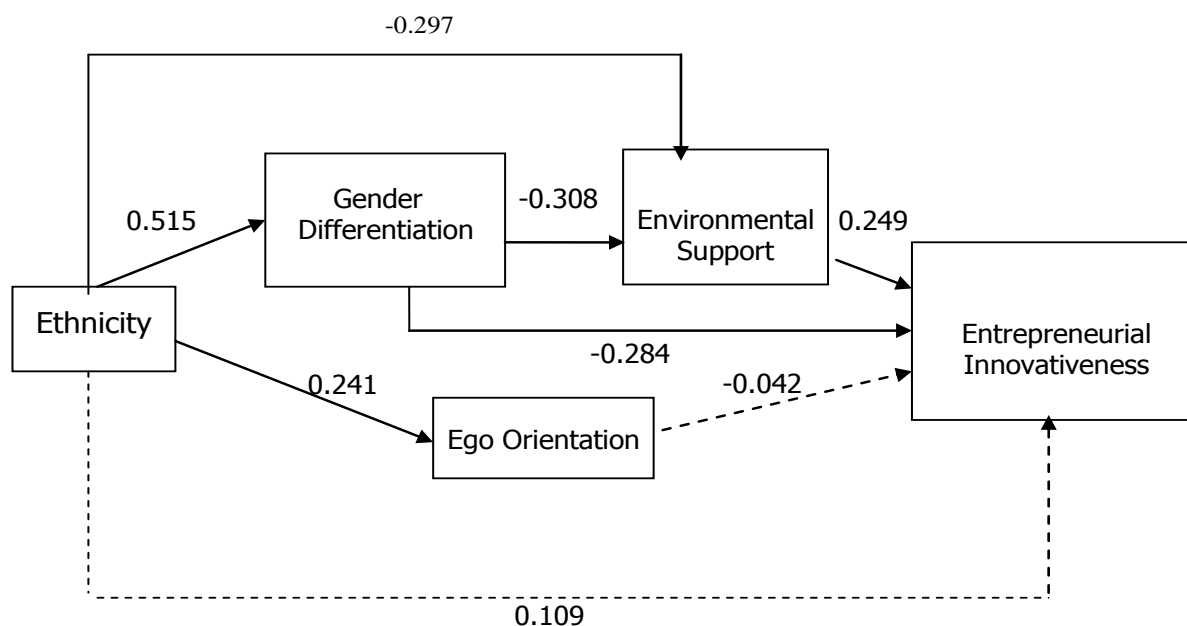 -0.297
Gender
Differentiation
-0.308
Environmental
Support
0.249
0.515
Ethnicity
Entrepreneurial
Innovativeness
-0.284
0.241
-0.042
Ego Orientation
0.109